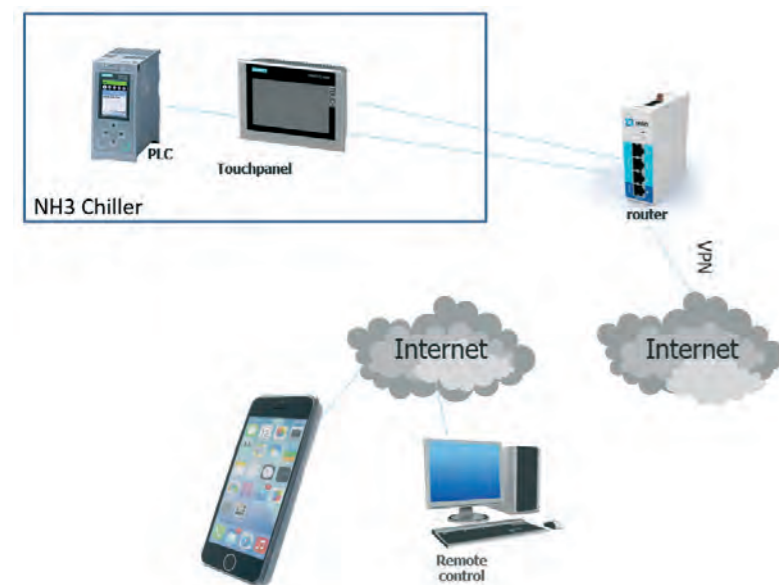 PLC
Touchpanel
NH3 Chiller
router
VPN
Internet
Internet
Remote
control